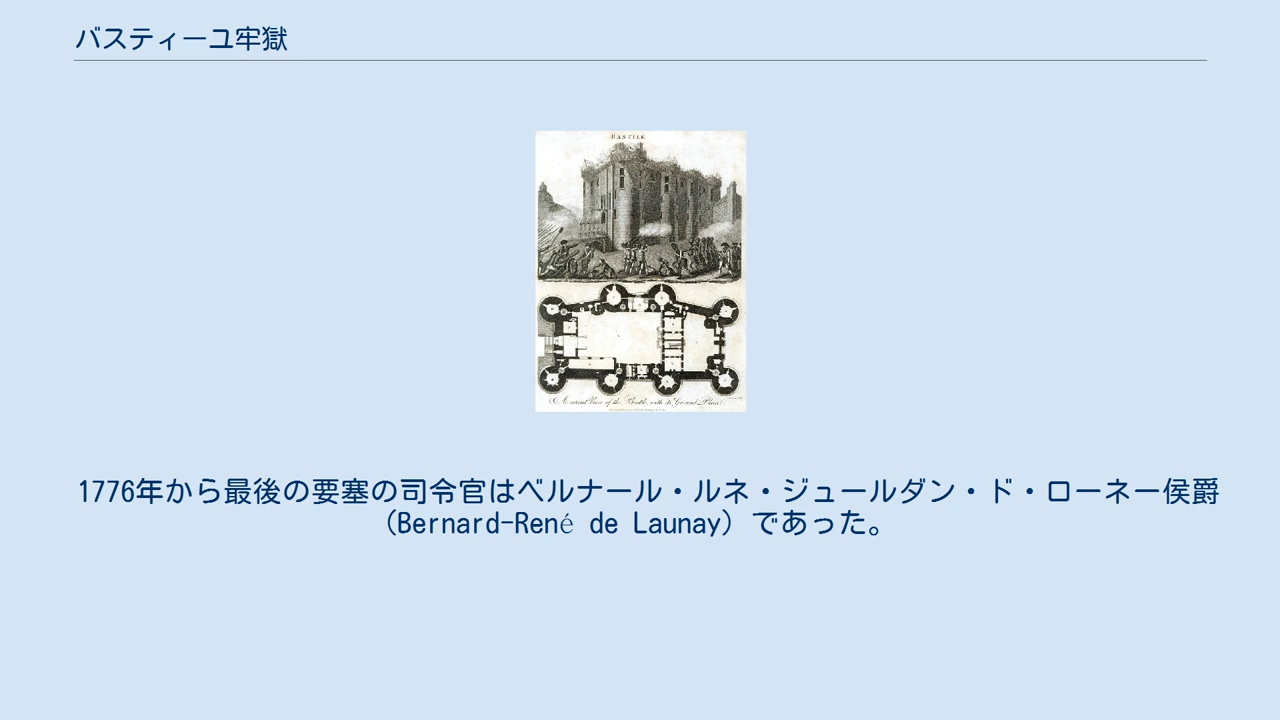 バスティーユ牢獄
BASTILE
1776年から最後の要塞の司令官はベルナール・ルネ・ジュールダン・ド・ローネー侯爵
(Bernard-René de Launay) であった。